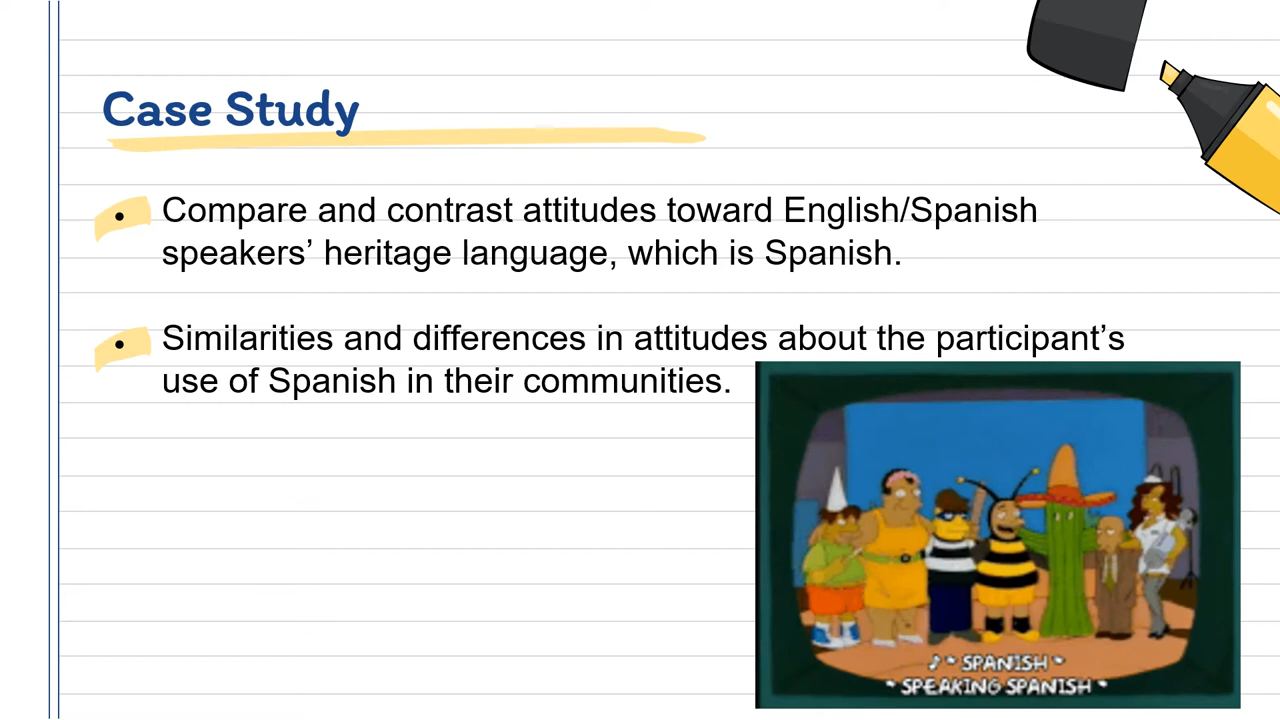 Case Study
• Compare and contrast attitudes toward English/Spanish
speakers’ heritage language, which is Spanish.
• Similarities and differences in attitudes about the participant’s
use of Spanish in their communities.
♪ * SPANISH *
* SPEAKING SPANISH *